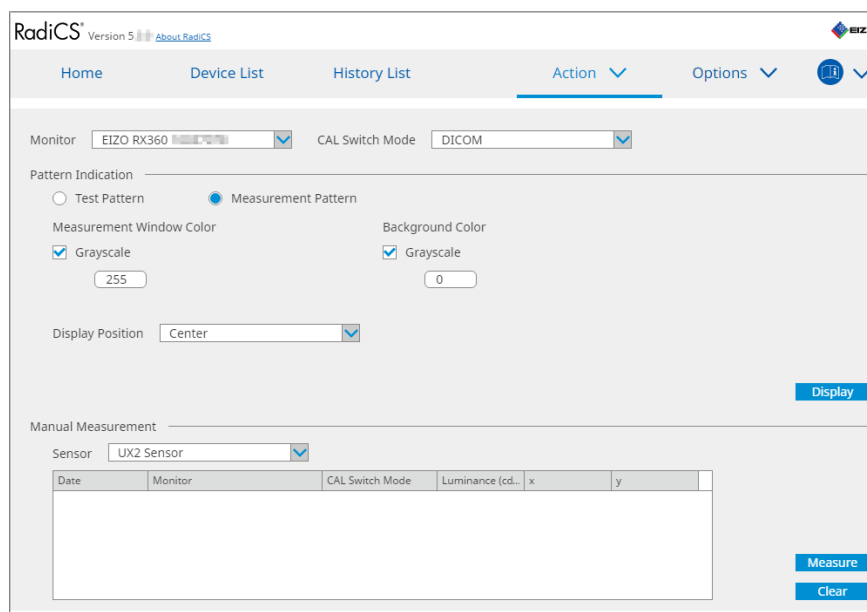 RadiCS® Version 5. About RadiCS EIZ
Home Device List History List Action Options
Monitor EIZO RX360 CAL Switch Mode DICOM
Pattern Indication
Test Pattern Measurement Pattern
Measurement Window Color Background Color
Grayscale Grayscale
255 0
Display Position Center
Display
Manual Measurement
Sensor UX2 Sensor
Date Monitor CAL Switch Mode Luminance (cd... x y
Measure
Clear